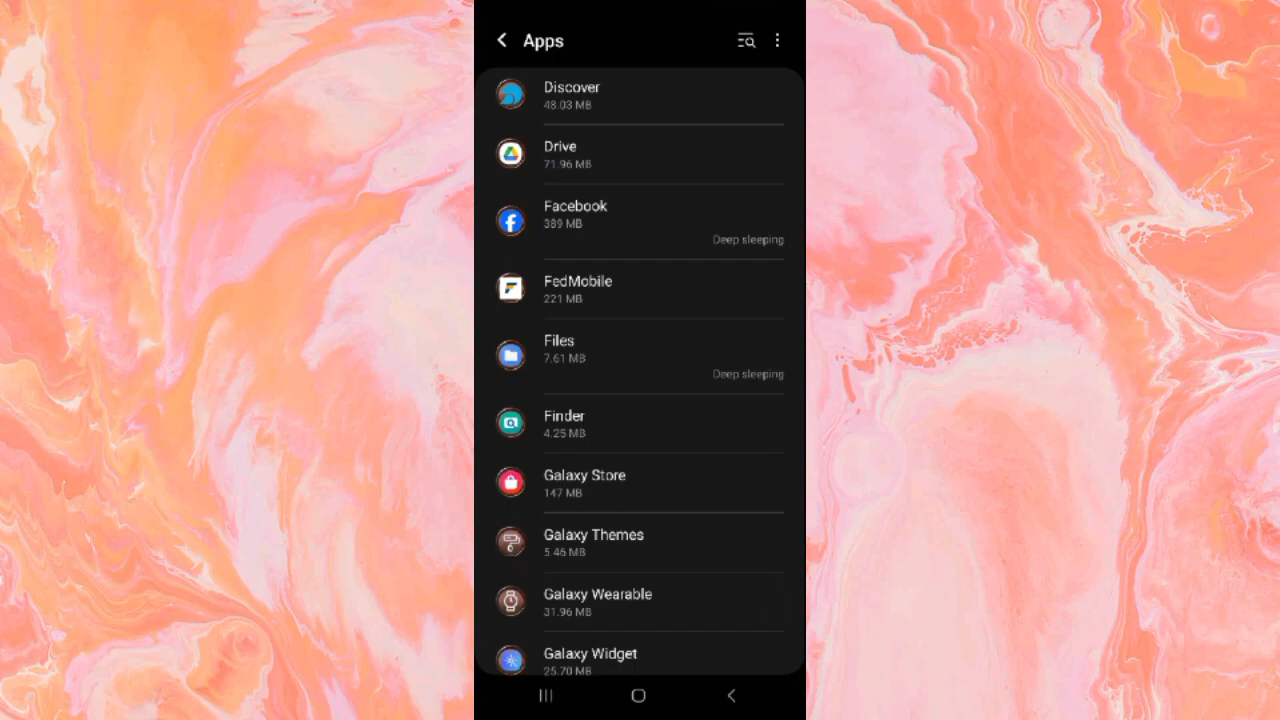 Apps
Discover
48.03 MB
Drive
71.96 MB
Facebook
389 MB
Deep sleeping
FedMobile
221 MB
Files
7.61 MB
Deep sleeping
Finder
4.25 MB
Galaxy Store
147 MB
Galaxy Themes
5.46 MB
Galaxy Wearable
31.96 MB
Galaxy Widget
25.70 MB